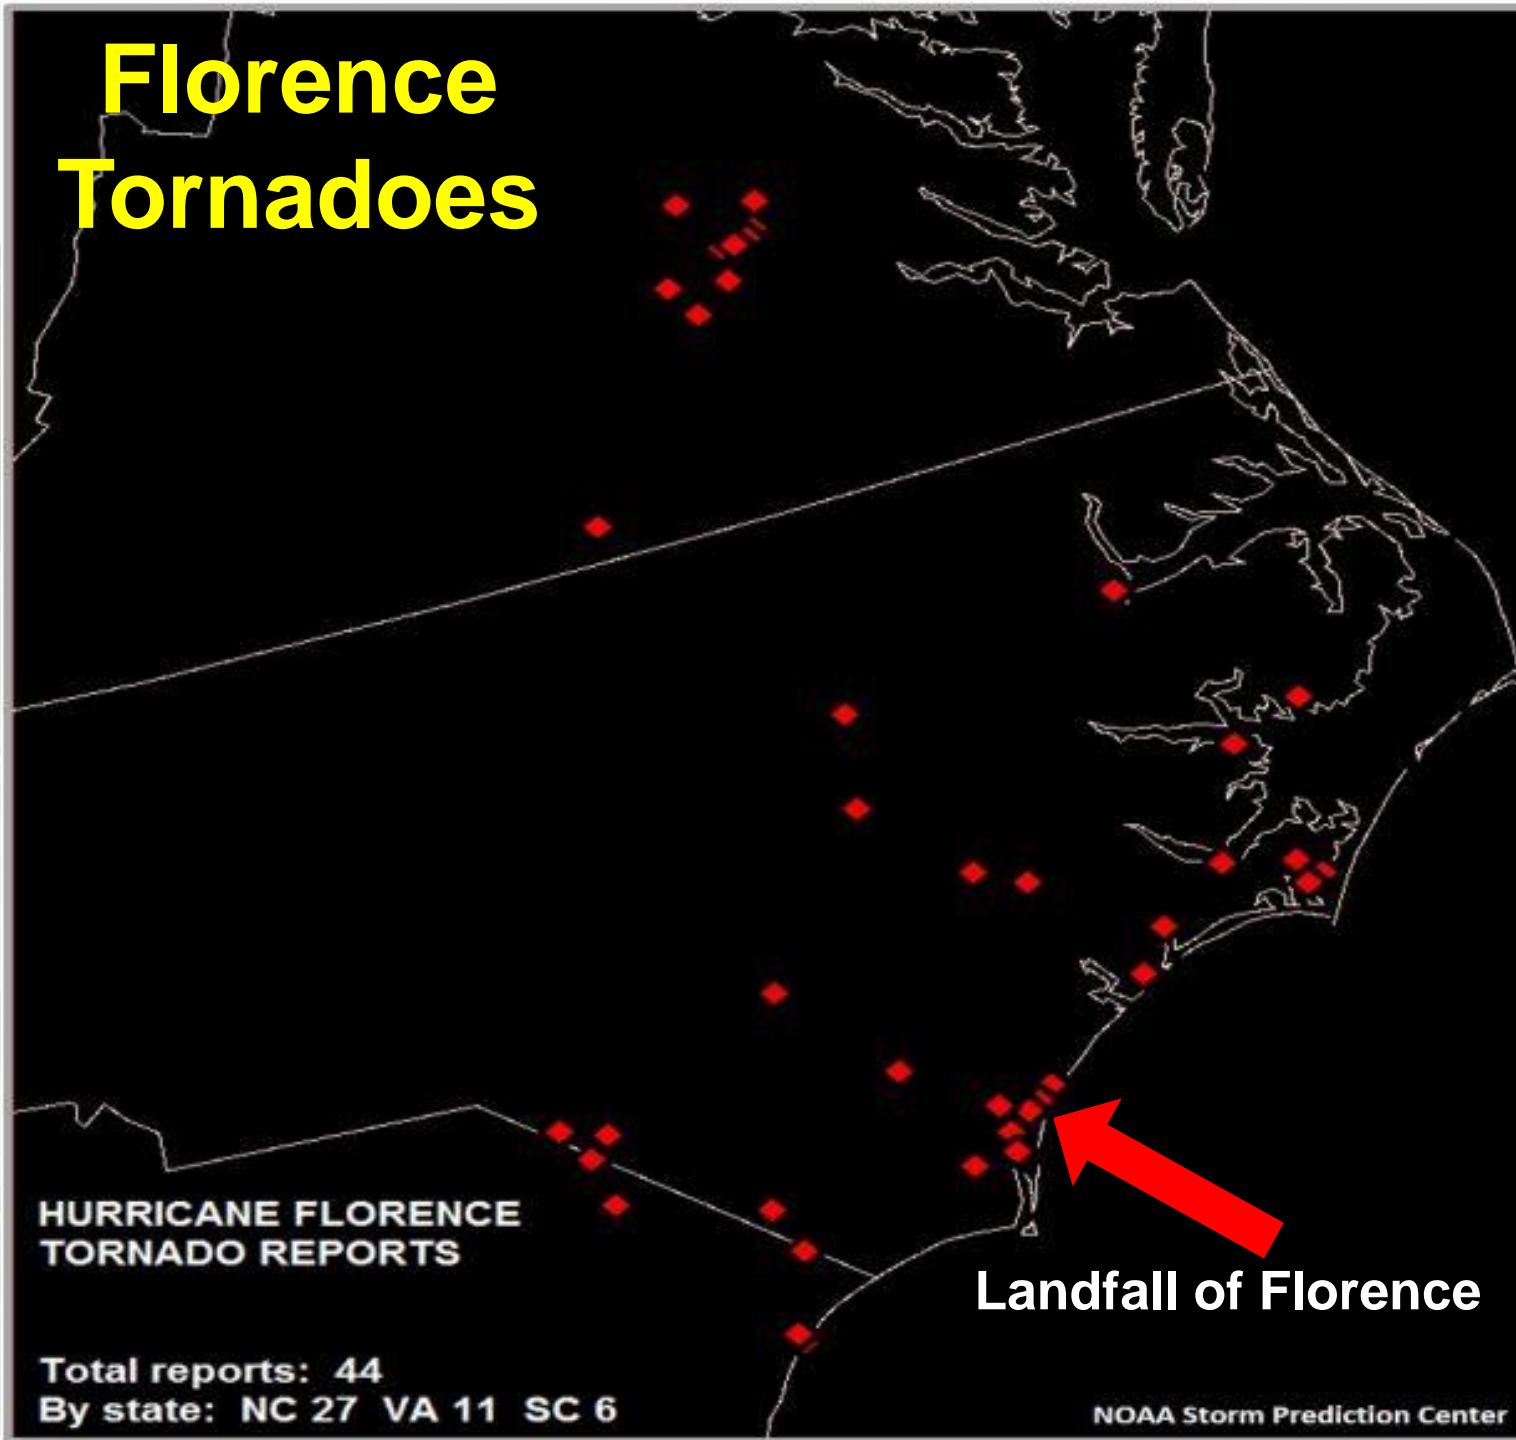 Florence
Tornadoes
HURRICANE FLORENCE
TORNADO REPORTS
Landfall of Florence
Total reports: 44
By state: NC 27 VA 11 SC 6
NOAA Storm Prediction Center